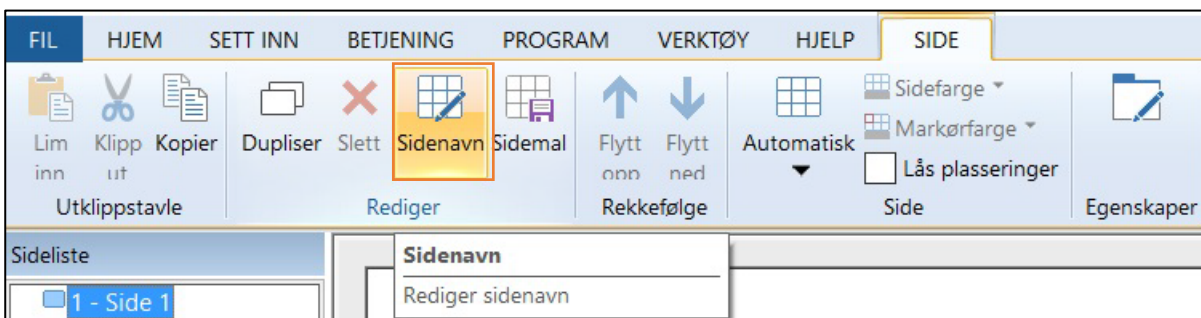 FIL HJEM SETT INN BETJENING PROGRAM VERKTØY HJELP SIDE
Lim inn Klipp ut Kopier Dupliser Slett Sidenavn Sidemal Flytt opp Flytt ned Automatisk
Sidefarge
Markørfarge
Lås plasseringer
Utklippstavle Rediger Rekkefølge Side Egenskaper
Sideliste
1 - Side 1
Sidenavn
Rediger sidenavn